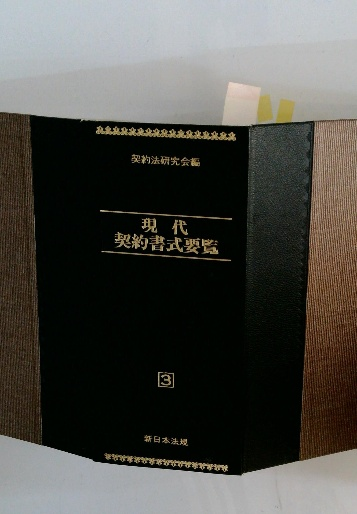 契約法研究会編
現代
契約書式要覧
3
新日本法規